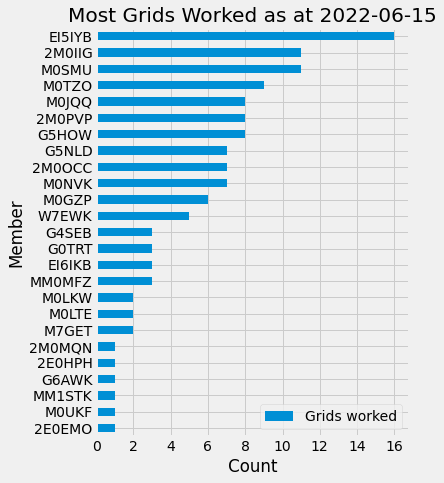 Most Grids Worked as at 2022-06-15
EI5IYB
2M0IIG
M0SMU
M0TZO
M0JQQ
2M0PVP
G5HOW
G5NLD
2M0OCC
M0NVK
M0GZP
W7EWK
G4SEB
G0TRT
EI6IKB
MM0MFZ
M0LKW
M0LTE
M7GET
2M0MQN
2E0HPH
G6AWK
MM1STK
M0UKF
2E0EMO
Member
Grids worked
0 2 4 6 8 10 12 14 16
Count